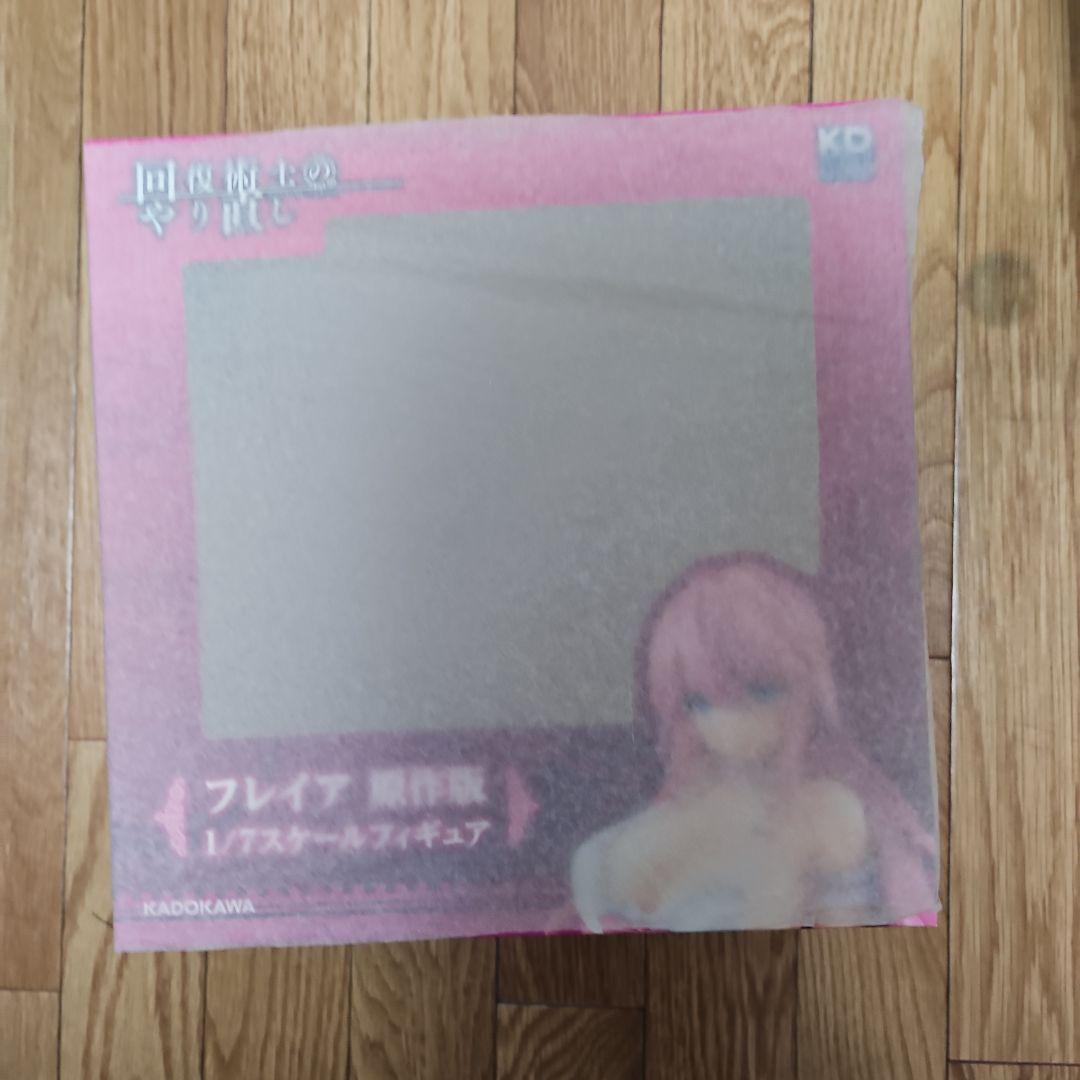 回復術士の
やり直し
KD
フレイア 原作版
1/7スケールフィギュア
KADOKAWA